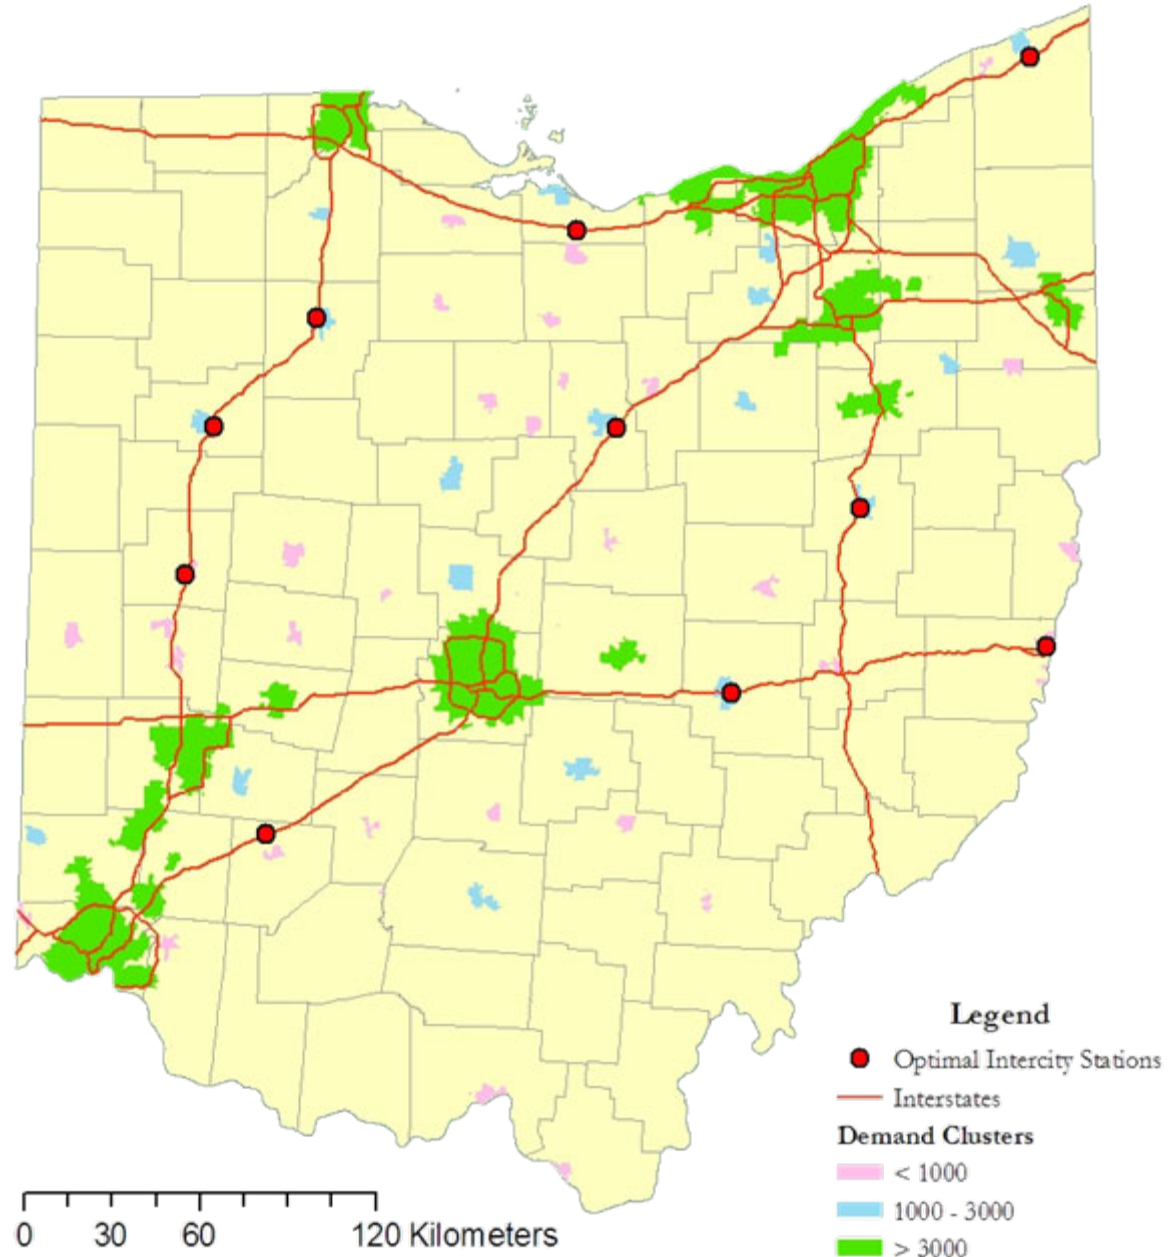 Legend
Optimal Intercity Stations
Interstates
Demand Clusters
< 1000
1000 - 3000
> 3000
0 30 60 120 Kilometers